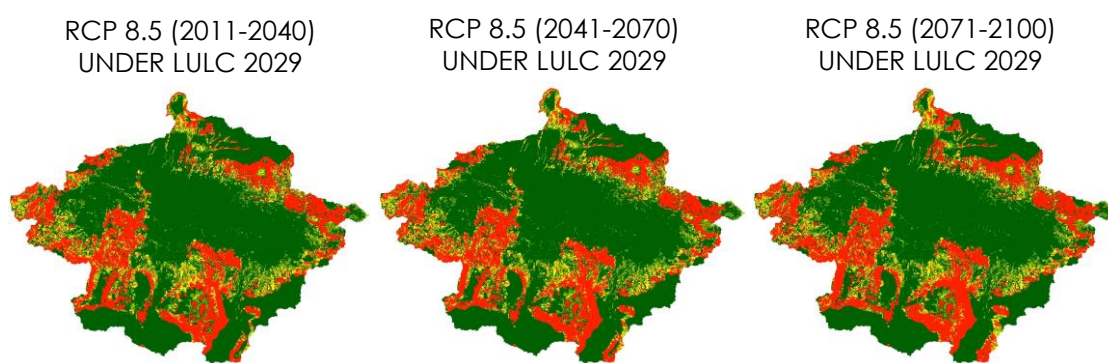 RCP 8.5 (2011-2040)
UNDER LULC 2029
RCP 8.5 (2041-2070)
UNDER LULC 2029
RCP 8.5 (2071-2100)
UNDER LULC 2029